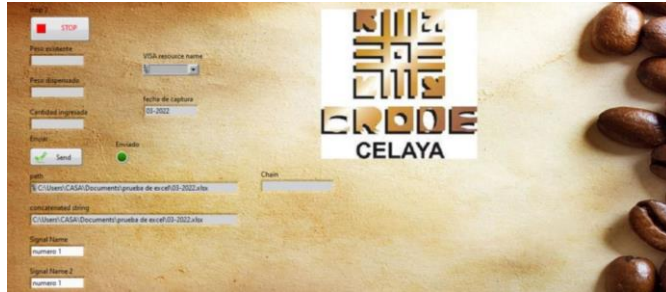 stop 2
STOP
Peso existente
VISA resource name
Peso dispensado
fecha de captura
03-2022
Cantidad ingresada
Enviar
Enviado
Send
path
Chain
C:\Users\CASA\Documents\prueba de excel\03-2022.xlsx
concatenated string
C:\Users\CASA\Documents\prueba de excel\03-2022.xlsx
Signal Name
numero 1
Signal Name 2
numero 1
CRODE
CELAYA